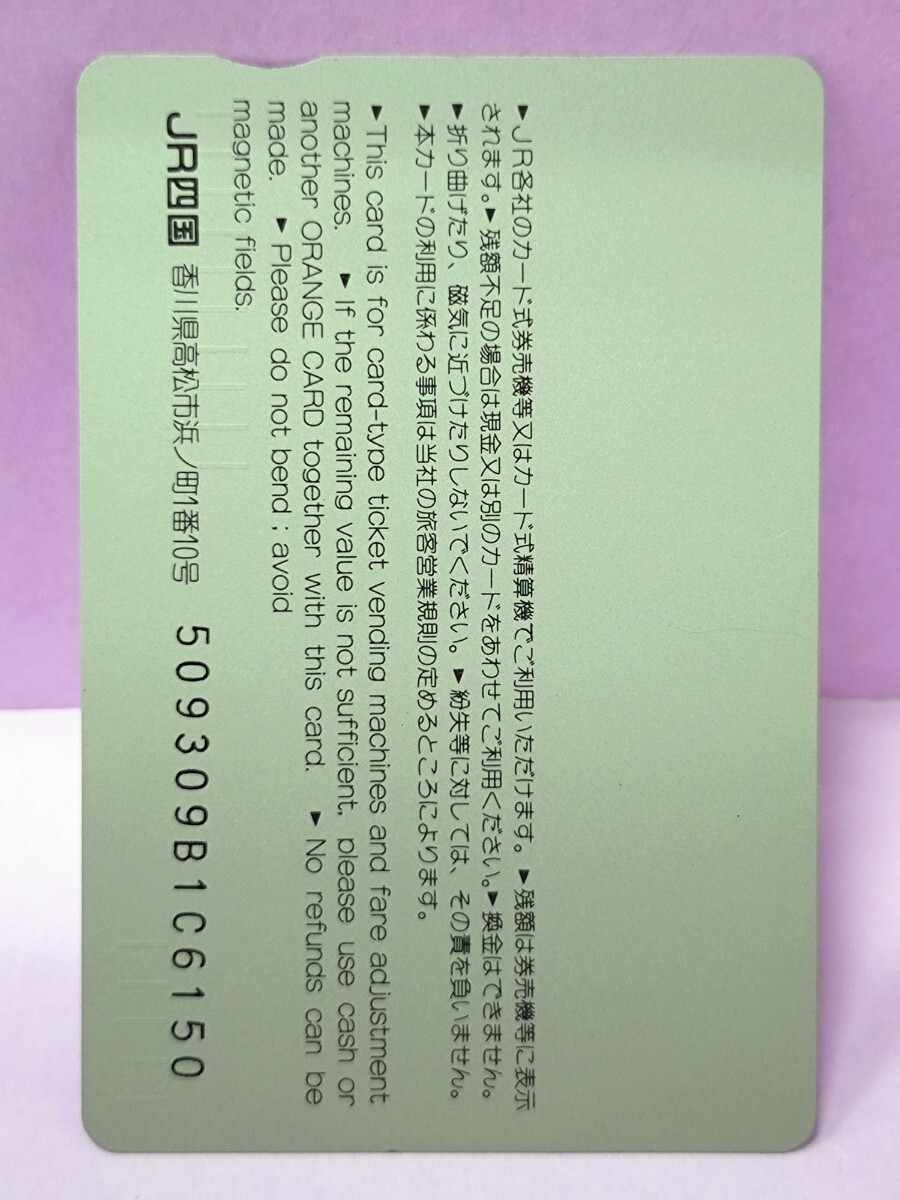 ▶JR各社のカード式券売機等又はカード式精算機でご利用いただけます。▶残額は券売機等に表示
されます。▶残額不足の場合は現金又は別のカードをあわせてご利用ください。▶換金はできません。
▶折り曲げたり、磁気に近づけたりしないでください。▶紛失等に対しては、その責を負いません。
▶本カードの利用に係わる事項は当社の旅客営業規則の定めるところによります。
▶This card is for card-type ticket vending machines and fare adjustment
machines. ▶ If the remaining value is not sufficient, please use cash or
another ORANGE CARD together with this card. ▶ No refunds can be
made. ▶ Please do not bend ; avoid
magnetic fields.
JR四国 香川県高松市浜ノ町1番10号 509309B1C6150